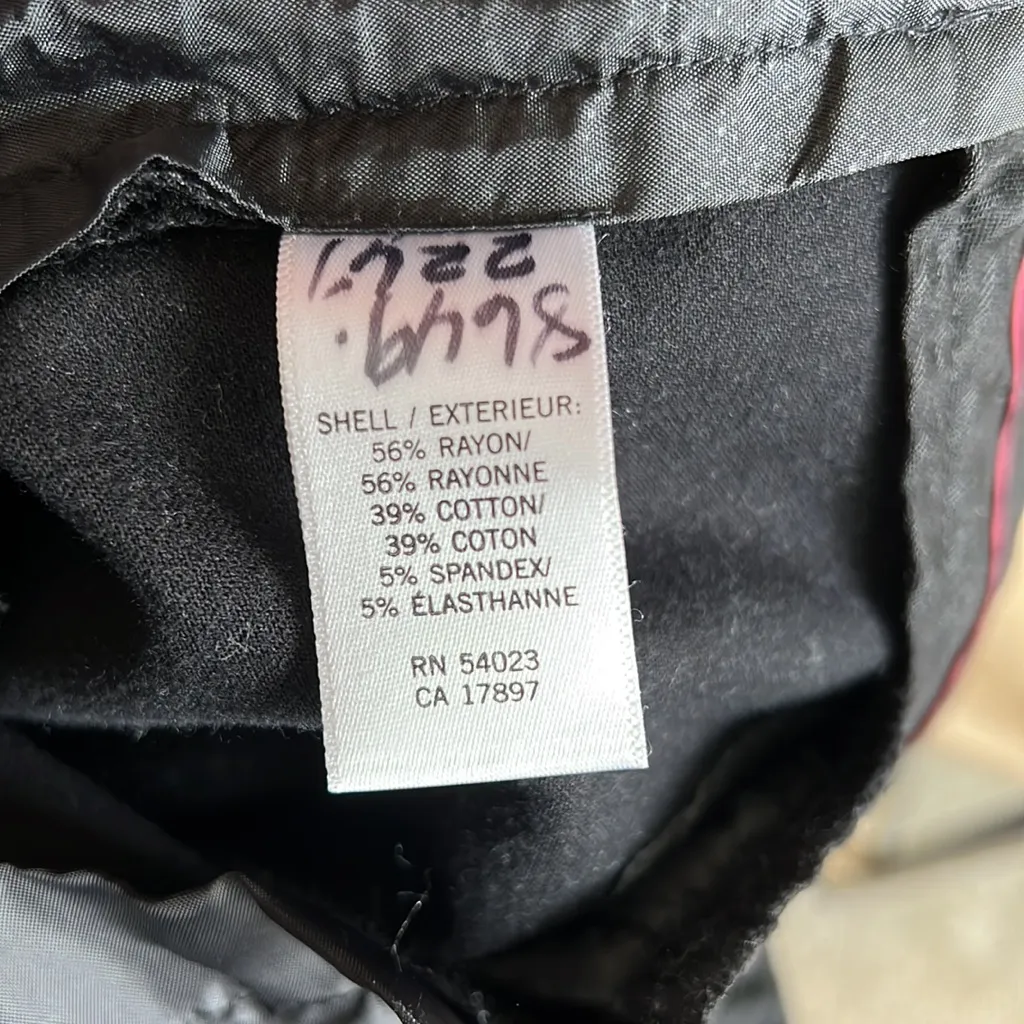 SHELL / EXTERIEUR:
56% RAYON/
56% RAYONNE
39% COTTON/
39% COTON
5% SPANDEX/
5% ÉLASTHANNE
RN 54023
CA 17897